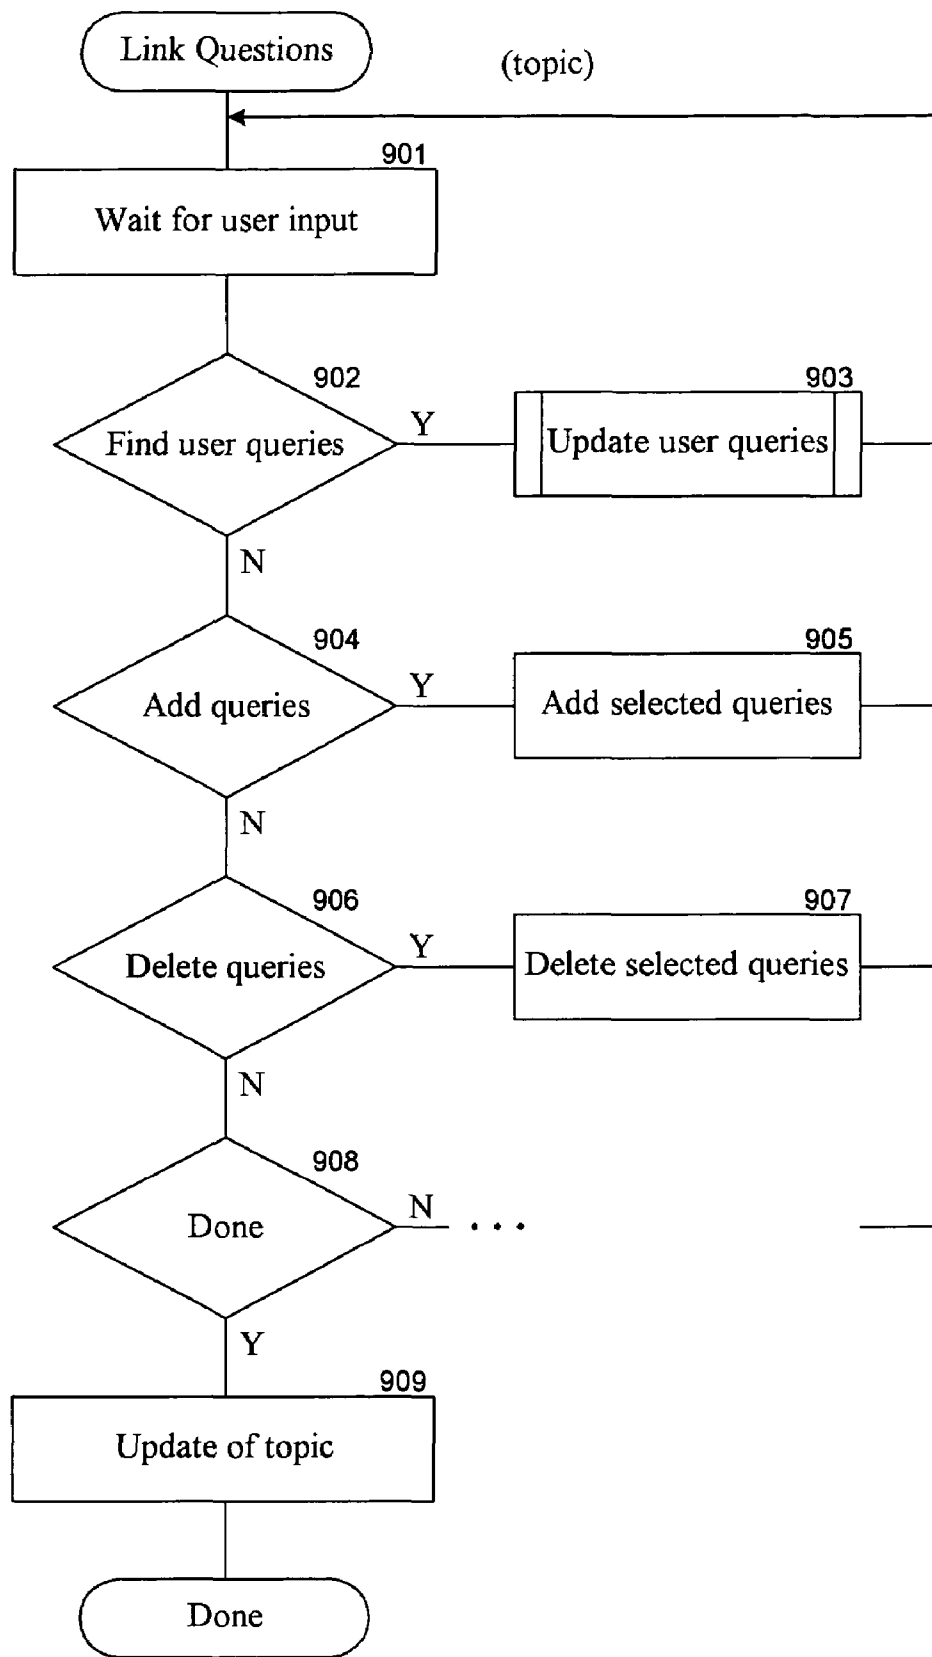 Link Questions
(topic)
901
Wait for user input
902
903
Find user queries
Y
Update user queries
N
904
905
Add queries
Y
Add selected queries
N
906
907
Delete queries
Y
Delete selected queries
N
908
Done
N
. . .
Y
909
Update of topic
Done